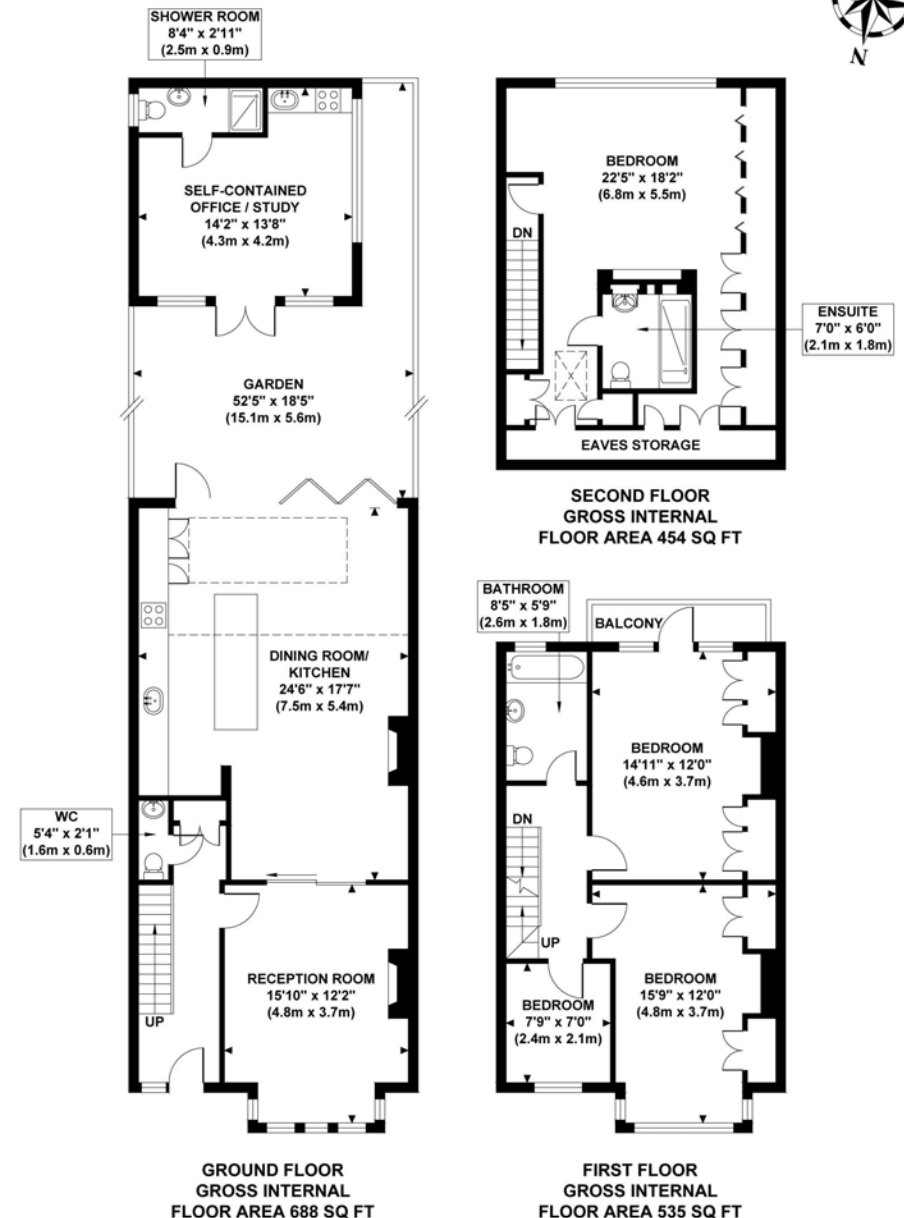 SHOWER ROOM
8'4" x 2'11"
(2.5m x 0.9m)
N
SELF-CONTAINED
OFFICE / STUDY
14'2" x 13'8"
(4.3m x 4.2m)
GARDEN
52'5" x 18'5"
(15.1m x 5.6m)
DINING ROOM/
KITCHEN
24'6" x 17'7"
(7.5m x 5.4m)
WC
5'4" x 2'1"
(1.6m x 0.6m)
RECEPTION ROOM
15'10" x 12'2"
(4.8m x 3.7m)
UP
GROUND FLOOR
GROSS INTERNAL
FLOOR AREA 688 SQ FT
BEDROOM
22'5" x 18'2"
(6.8m x 5.5m)
DN
ENSUITE
7'0" x 6'0"
(2.1m x 1.8m)
EAVES STORAGE
SECOND FLOOR
GROSS INTERNAL
FLOOR AREA 454 SQ FT
BATHROOM
8'5" x 5'9"
(2.6m x 1.8m)
BALCONY
BEDROOM
14'11" x 12'0"
(4.6m x 3.7m)
DN
UP
BEDROOM
15'9" x 12'0"
(4.8m x 3.7m)
BEDROOM
7'9" x 7'0"
(2.4m x 2.1m)
FIRST FLOOR
GROSS INTERNAL
FLOOR AREA 535 SQ FT